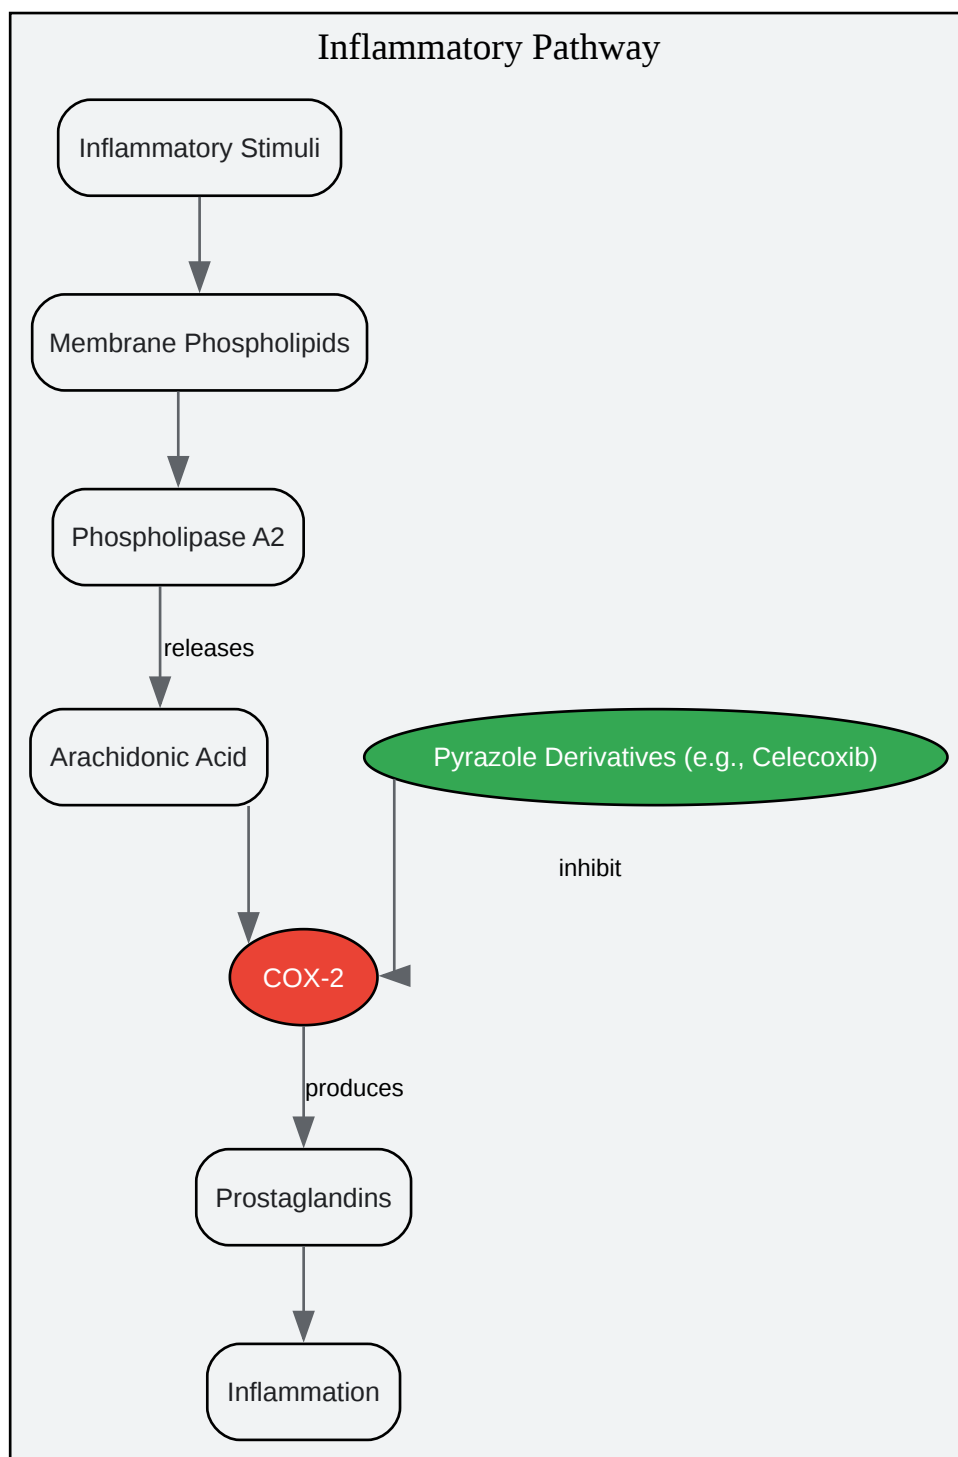 Inflammatory Pathway
Inflammatory Stimuli
Membrane Phospholipids
Phospholipase A2
releases
Arachidonic Acid
Pyrazole Derivatives (e.g., Celecoxib)
inhibit
COX-2
produces
Prostaglandins
Inflammation